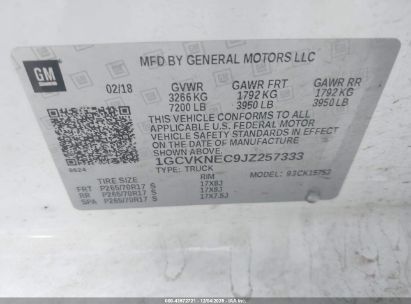 GM
MFD BY GENERAL MOTORS LLC
02/18 GVWR GAWR FRT GAWR RR
3266 KG 1792 KG 1792 KG
7200 LB 3950 LB 3950 LB
THIS VEHICLE CONFORMS TO ALL
APPLICABLE U.S. FEDERAL MOTOR
VEHICLE SAFETY STANDARDS IN EFFECT
ON THE DATE OF MANUFACTURE SHOWN ABOVE.
1GCVKNEC9JZ257333
TYPE: TRUCK MODEL:
TIRE SIZE RIM
FRT P265/70R17 S 17X8J
RR P265/70R17 S 17X8J
SPA P265/70R17 S 17X7.5J